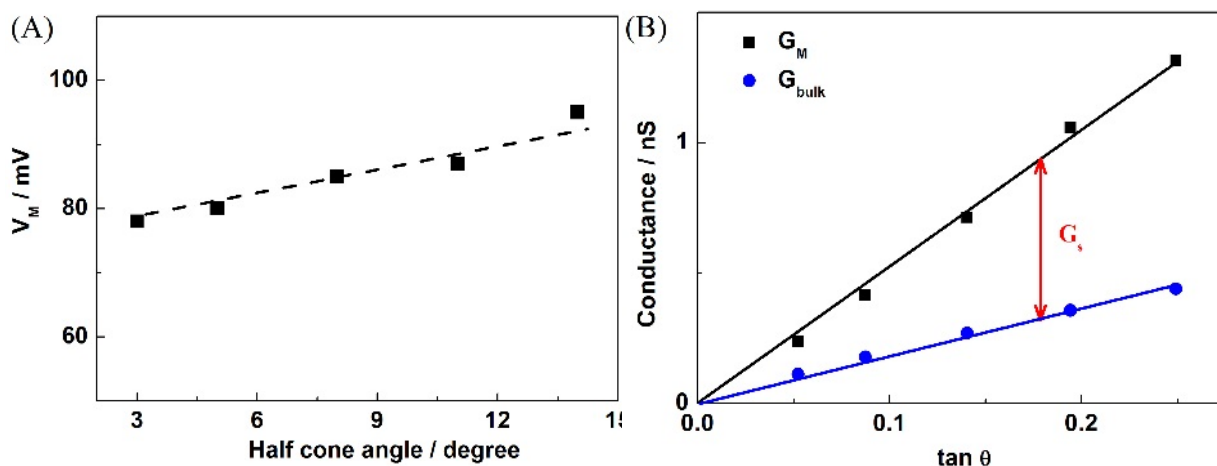 (A)
100
80
60
V_M / mV
3
6
9
12
15
Half cone angle / degree
(B)
G_M
G_bulk
G_s
1
0
Conductance / nS
0.0
0.1
0.2
tan θ